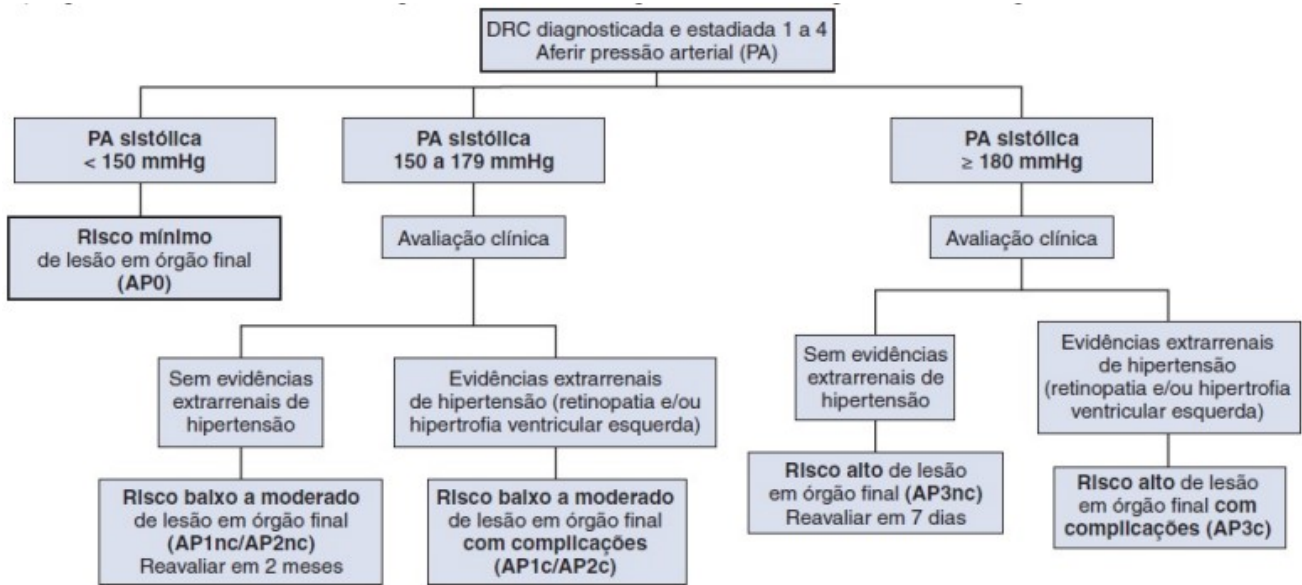 DRC diagnosticada e estadiada 1 a 4
Aferir pressão arterial (PA)
PA sistólica
< 150 mmHg
PA sistólica
150 a 179 mmHg
PA sistólica
≥ 180 mmHg
Risco mínimo
de lesão em órgão final
(AP0)
Avaliação clínica
Avaliação clínica
Sem evidências
extrarrenais de
hipertensão
Evidências extrarrenais
de hipertensão (retinopatia e/ou
hipertrofia ventricular esquerda)
Sem evidências
extrarrenais de
hipertensão
Evidências extrarrenais
de hipertensão
(retinopatia e/ou hipertrofia
ventricular esquerda)
Risco baixo a moderado
de lesão em órgão final
(AP1nc/AP2nc)
Reavaliar em 2 meses
Risco baixo a moderado
de lesão em órgão final
com complicações
(AP1c/AP2c)
Risco alto de lesão
em órgão final (AP3nc)
Reavaliar em 7 dias
Risco alto de lesão
em órgão final com
complicações (AP3c)